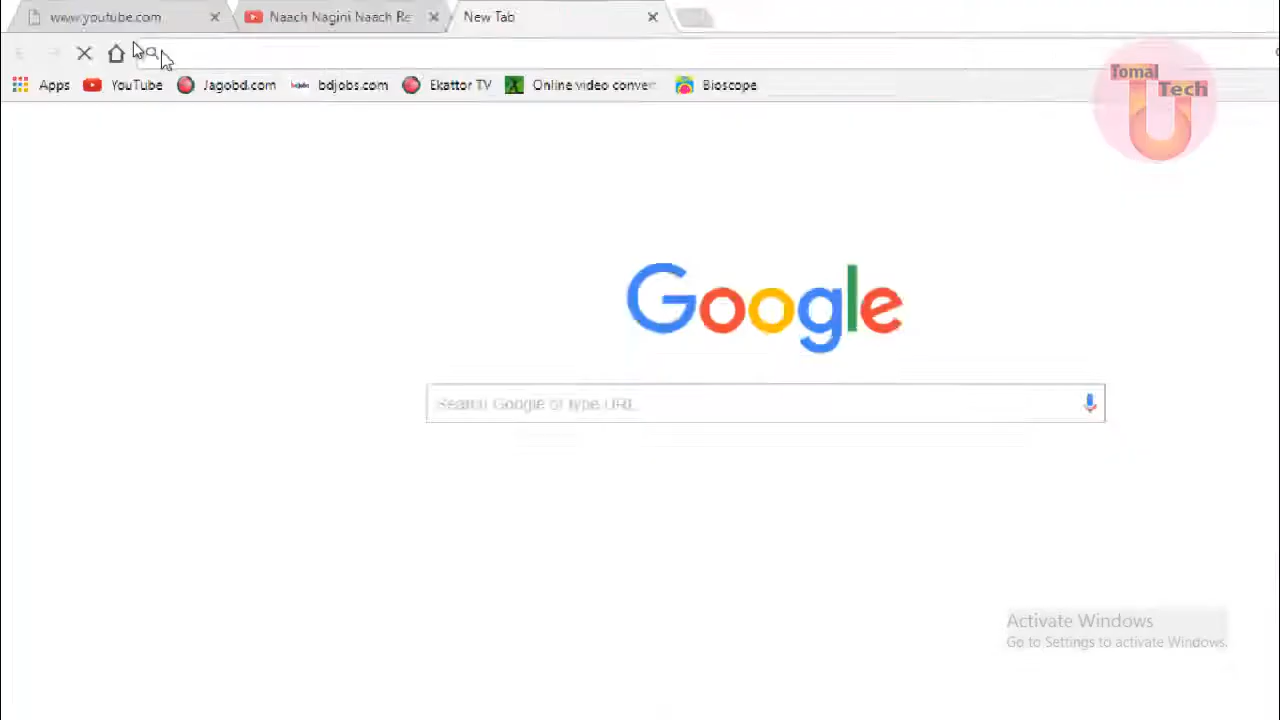 www.youtube.com
Naach Nagini Naach Re
New Tab
Apps
YouTube
Jagobd.com
bdjobs.com
Ekattor TV
Online video conver
Bioscope
Tomal
Tech
Google
Search Google or type URL
Activate Windows
Go to Settings to activate Windows.